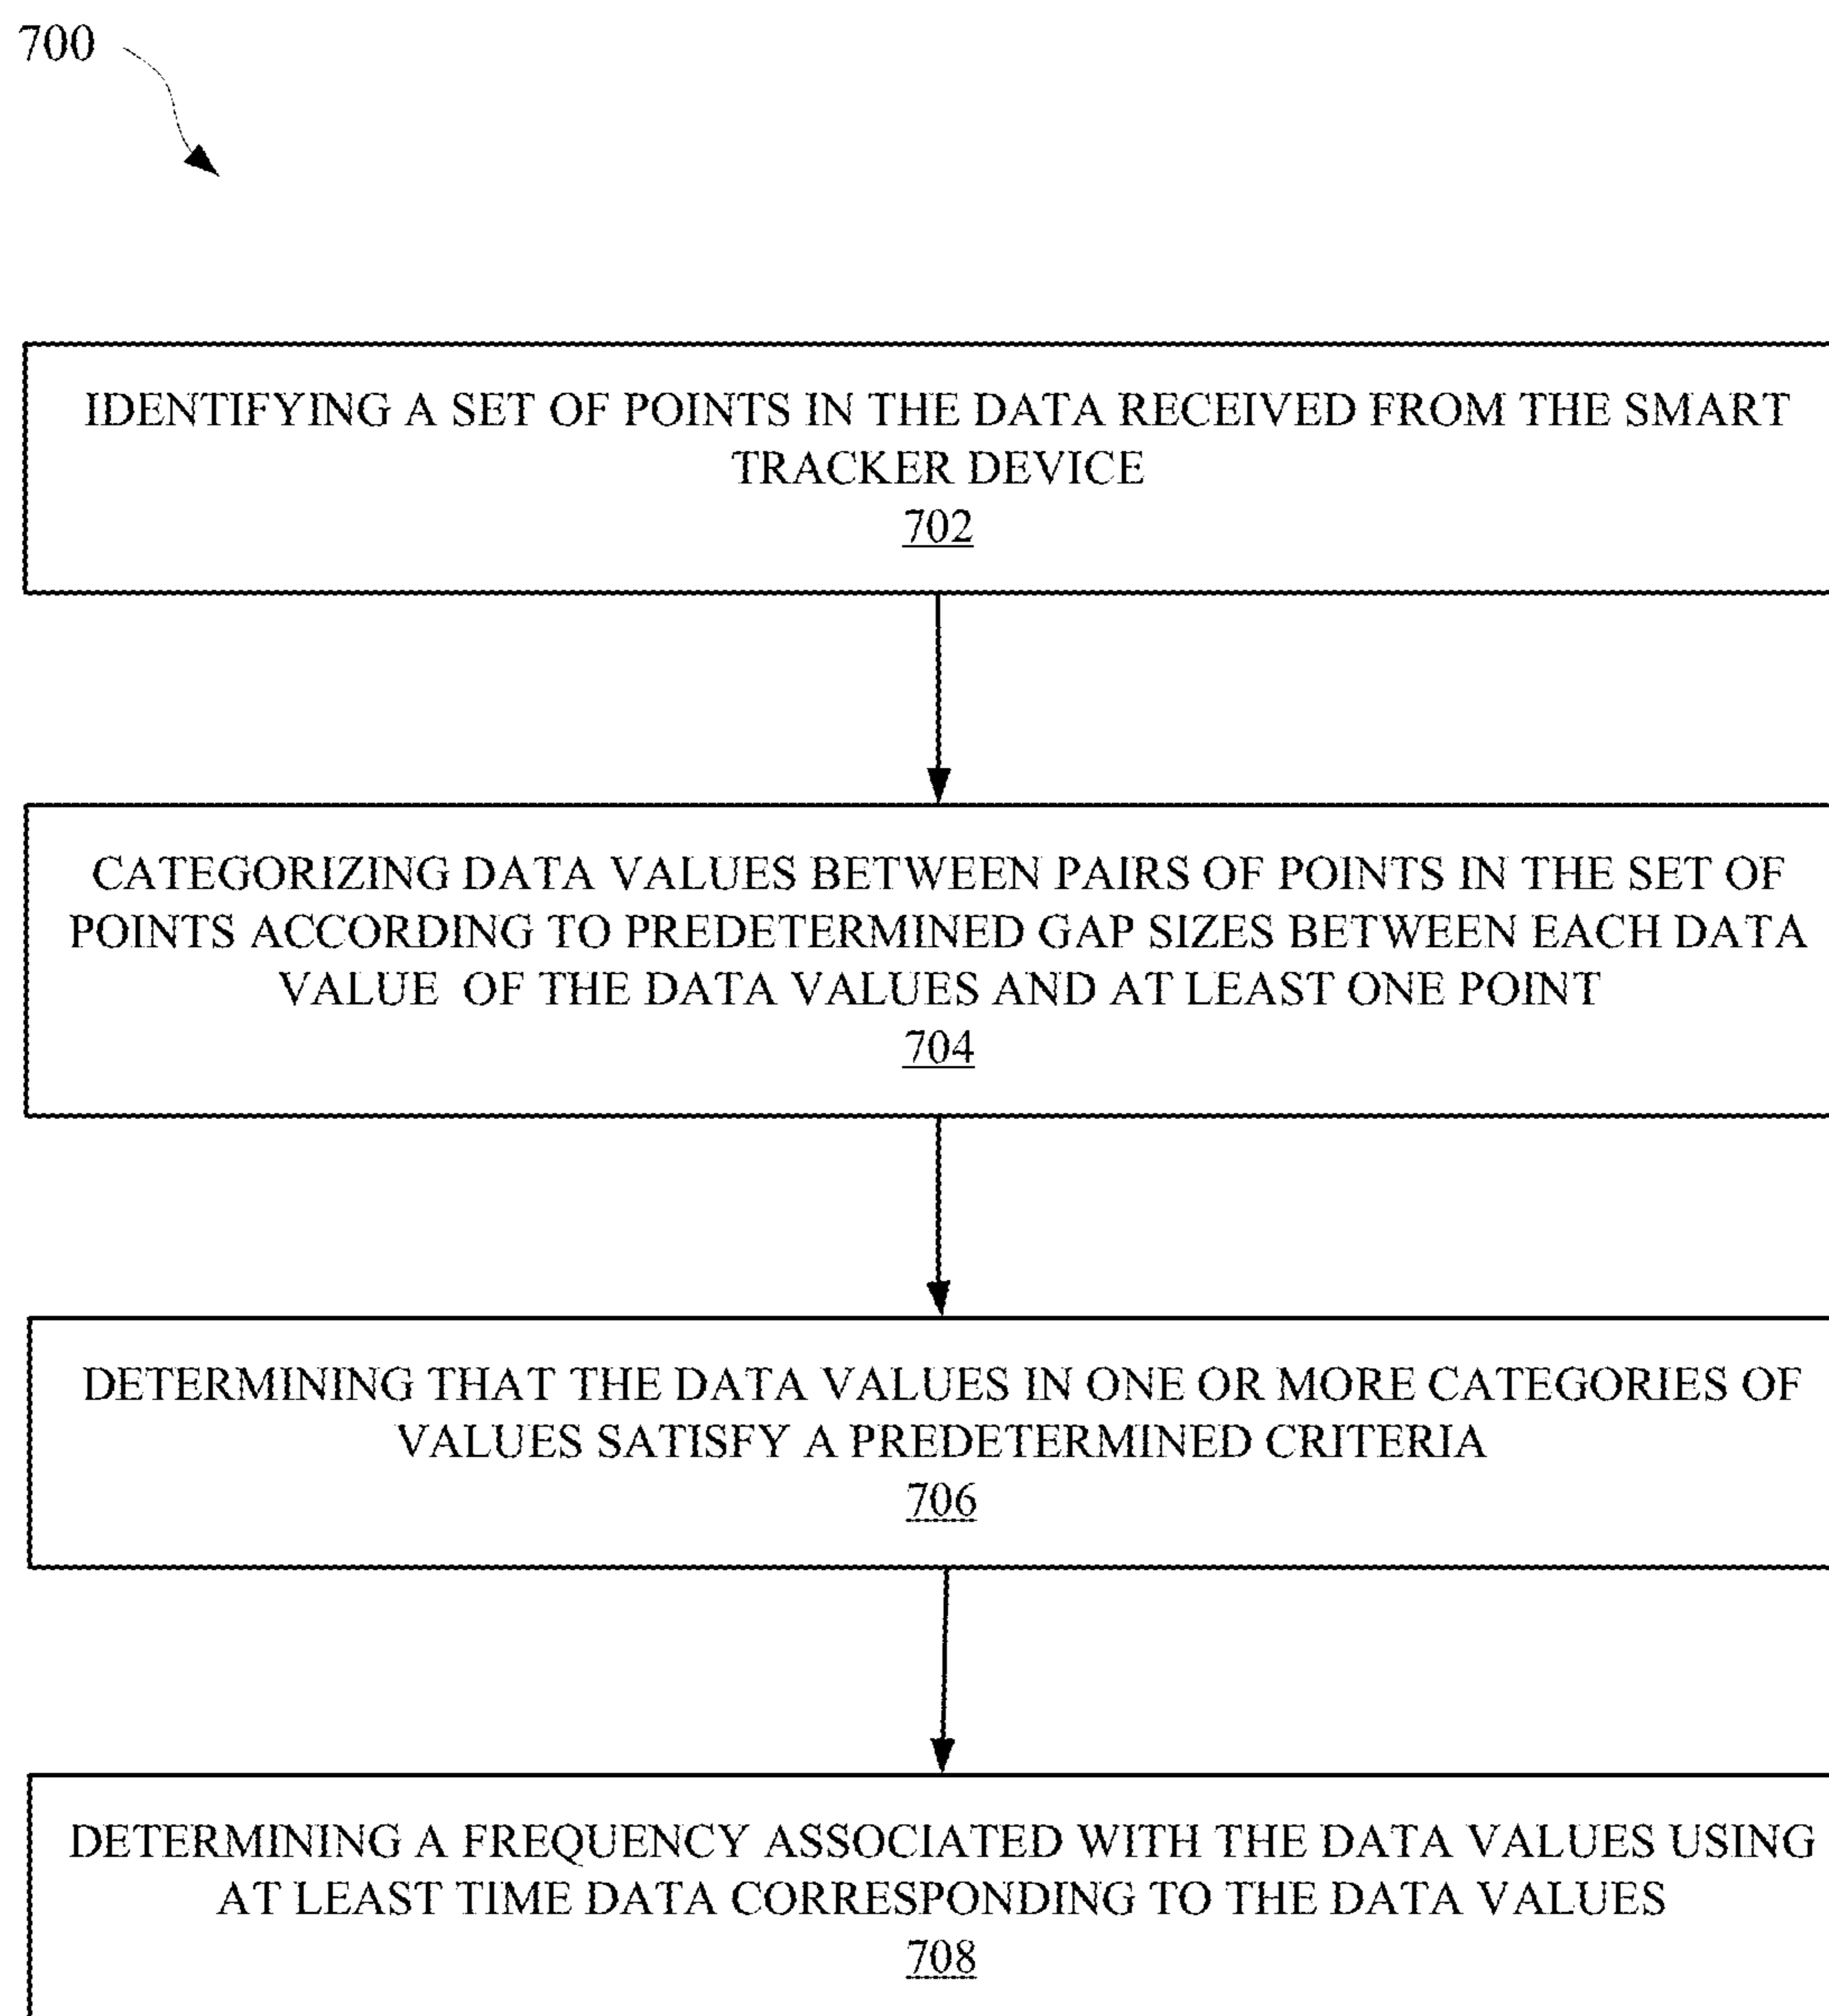 700
IDENTIFYING A SET OF POINTS IN THE DATA RECEIVED FROM THE SMART
TRACKER DEVICE
702
CATEGORIZING DATA VALUES BETWEEN PAIRS OF POINTS IN THE SET OF
POINTS ACCORDING TO PREDETERMINED GAP SIZES BETWEEN EACH DATA
VALUE OF THE DATA VALUES AND AT LEAST ONE POINT
704
DETERMINING THAT THE DATA VALUES IN ONE OR MORE CATEGORIES OF
VALUES SATISFY A PREDETERMINED CRITERIA
706
DETERMINING A FREQUENCY ASSOCIATED WITH THE DATA VALUES USING
AT LEAST TIME DATA CORRESPONDING TO THE DATA VALUES
708